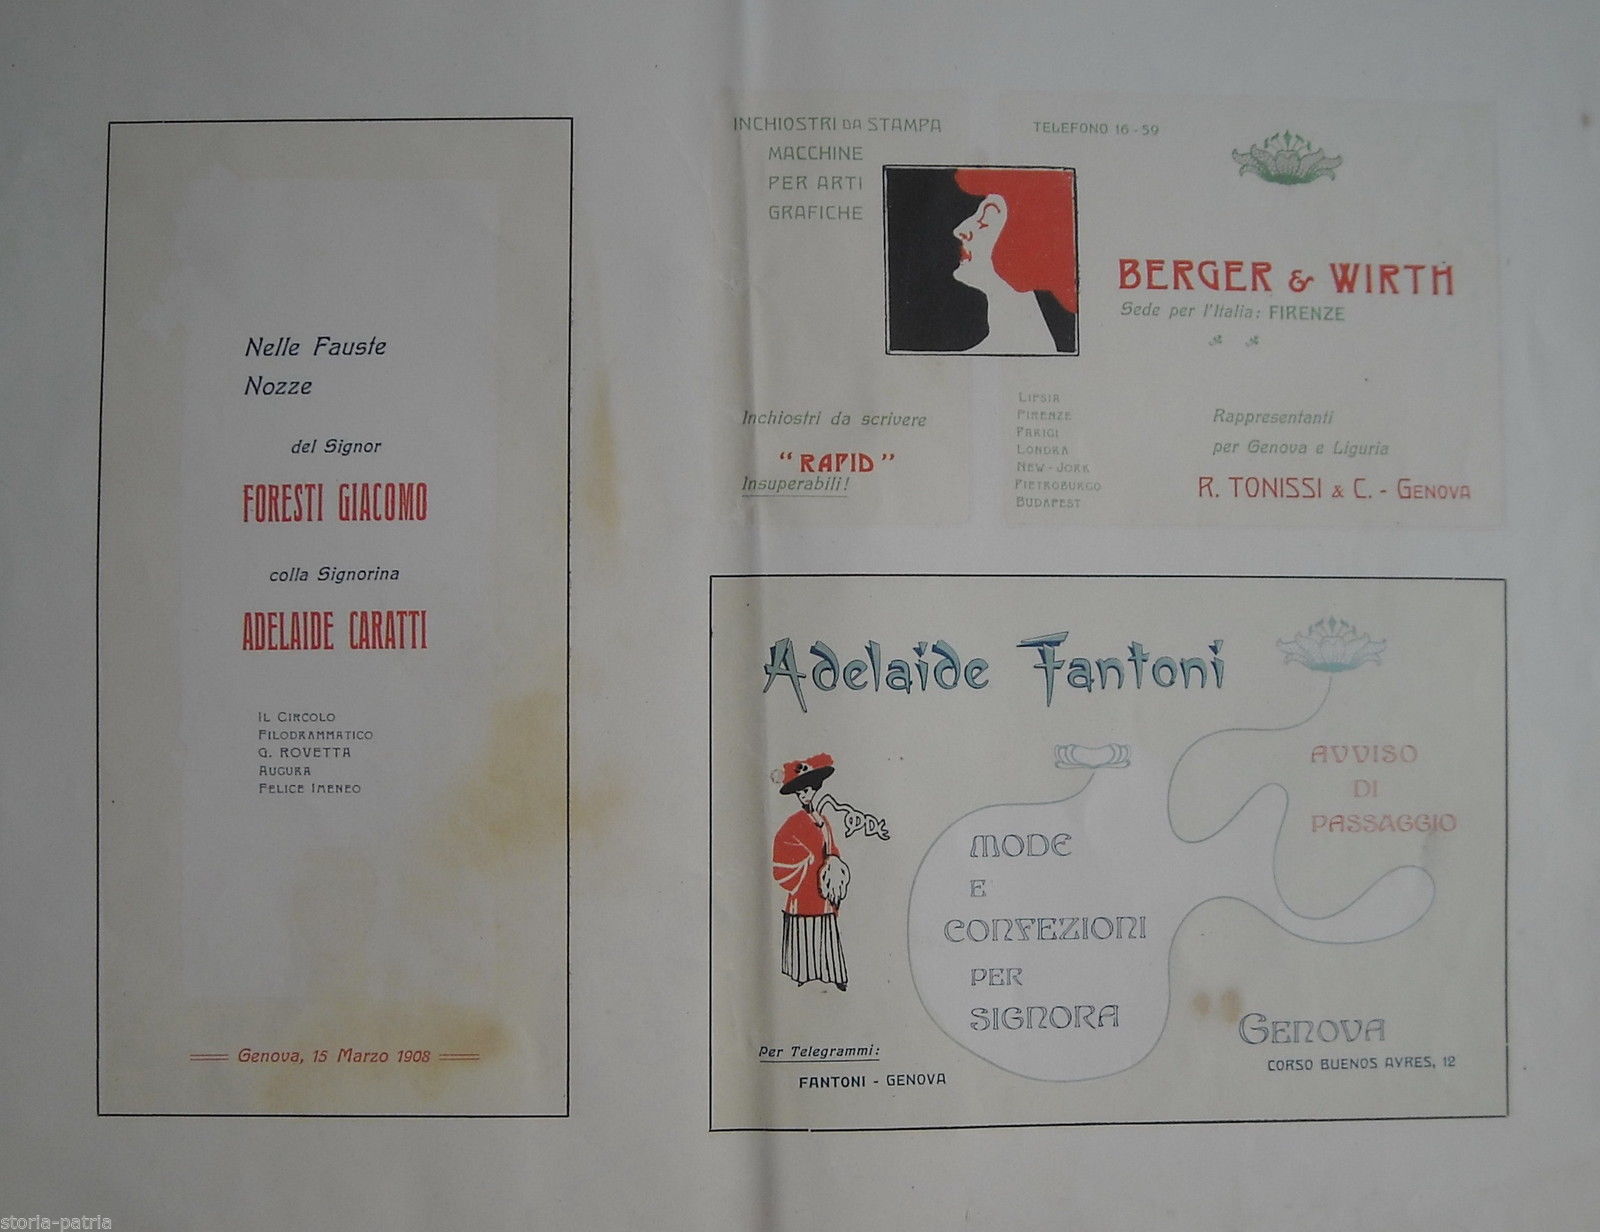 Nelle Fauste
Nozze
del Signor
FORESTI GIACOMO
colla Signorina
ADELAIDE CARATTI
IL CIRCOLO
FILODRAMMATICO
G. ROVETTA
AUGURA
FELICE IMENEO
Genova, 15 Marzo 1908
INCHIOSTRI DA STAMPA
MACCHINE
PER ARTI
GRAFICHE
TELEFONO 16 - 59
BERGER & WIRTH
Sede per l'Italia: FIRENZE
Inchiostri da scrivere
"RAPID"
Insuperabili!
LIPSIA
FIRENZE
PARIGI
LONDRA
NEW-JORK
PIETROBURGO
BUDAPEST
Rappresentanti
per Genova e Liguria
R. TONISSI & C. - GENOVA
Adelaide Fantoni
AVVISO
DI
PASSAGGIO
MODE
E
CONFEZIONI
PER
SIGNORA
Per Telegrammi:
FANTONI - GENOVA
GENOVA
CORSO BUENOS AYRES, 12
storia-patria